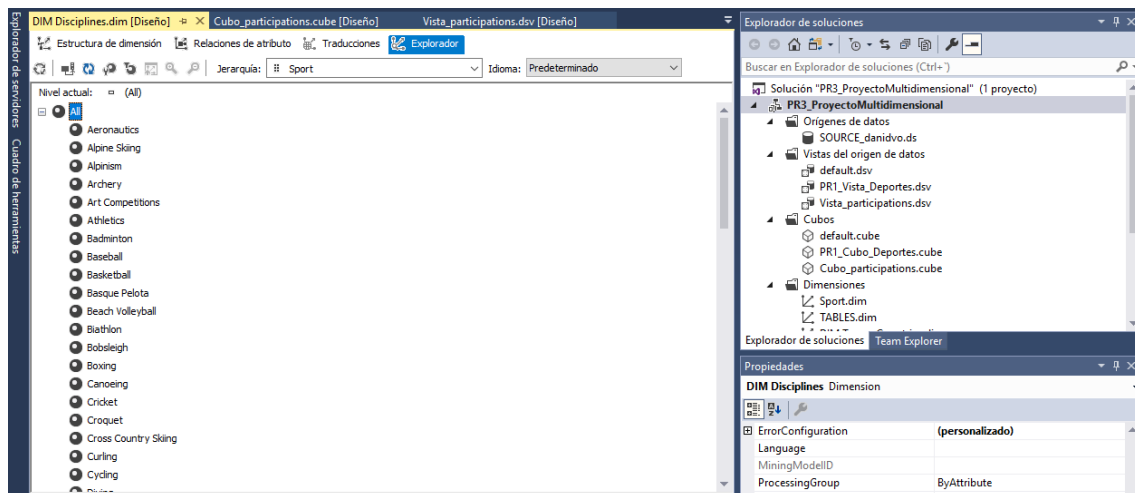 Explorador de servidores
Cuadro de herramientas
DIM Disciplines.dim [Diseño]
Cubo_participations.cube [Diseño]
Vista_participations.dsv [Diseño]
Estructura de dimensión
Relaciones de atributo
Traducciones
Explorador
Jerarquía:
Sport
Idoma:
Predeterminado
Nivel actual:
(All)
All
Aeronautics
Alpine Skiing
Alpinism
Archery
Art Competitions
Athletics
Badminton
Baseball
Basketball
Basque Pelota
Beach Volleyball
Biathlon
Bobsleigh
Boxing
Canoeing
Cricket
Croquet
Cross Country Skiing
Curling
Cycling
Explorador de soluciones
Buscar en Explorador de soluciones (Ctrl+¨)
Solución "PR3_ProyectoMultidimensional" (1 proyecto)
PR3_ProyectoMultidimensional
Orígenes de datos
SOURCE_danidvo.ds
Vistas del origen de datos
default.dsv
PR1_Vista_Deportes.dsv
Vista_participations.dsv
Cubos
default.cube
PR1_Cubo_Deportes.cube
Cubo_participations.cube
Dimensiones
Sport.dim
TABLES.dim
Explorador de soluciones
Team Explorer
Propiedades
DIM Disciplines Dimension
ErrorConfiguration (personalizado)
Language
MiningModelID
ProcessingGroup ByAttribute